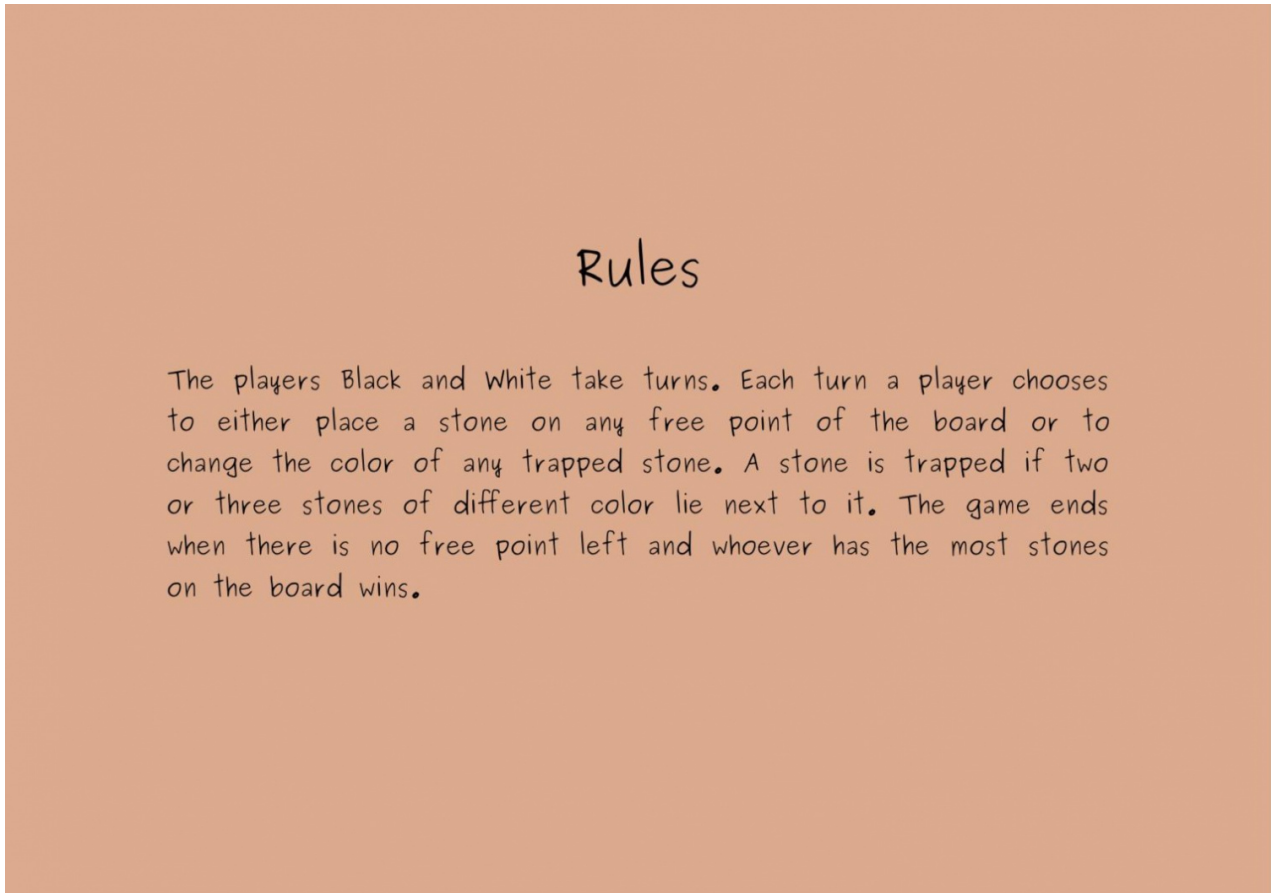 Rules
The players Black and White take turns. Each turn a player chooses
to either place a stone on any free point of the board or to
change the color of any trapped stone. A stone is trapped if two
or three stones of different color lie next to it. The game ends
when there is no free point left and whoever has the most stones
on the board wins.